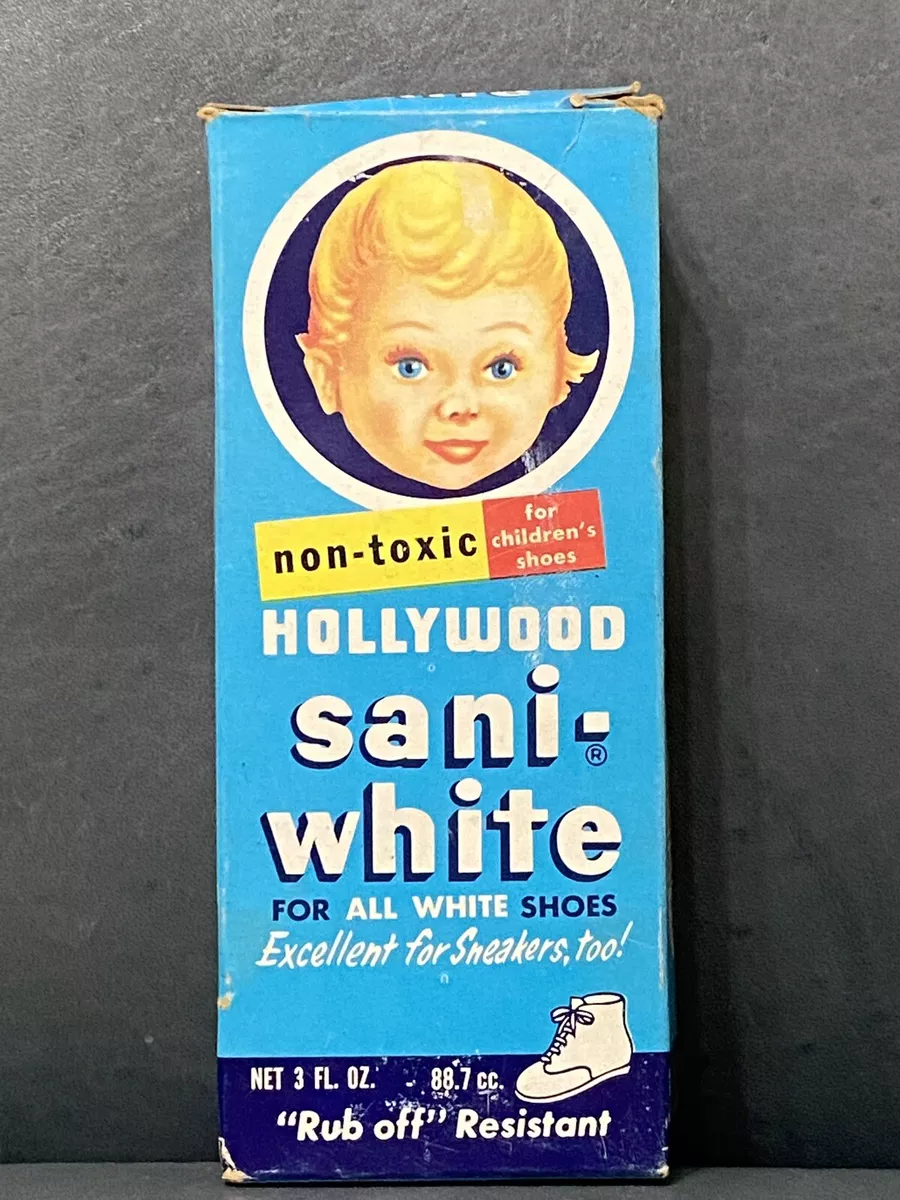 non-toxic
for
children's
shoes
HOLLYWOOD
sani-
®
white
FOR ALL WHITE SHOES
Excellent for Sneakers, too!
NET 3 FL. OZ. - 88.7 cc.
"Rub off" Resistant